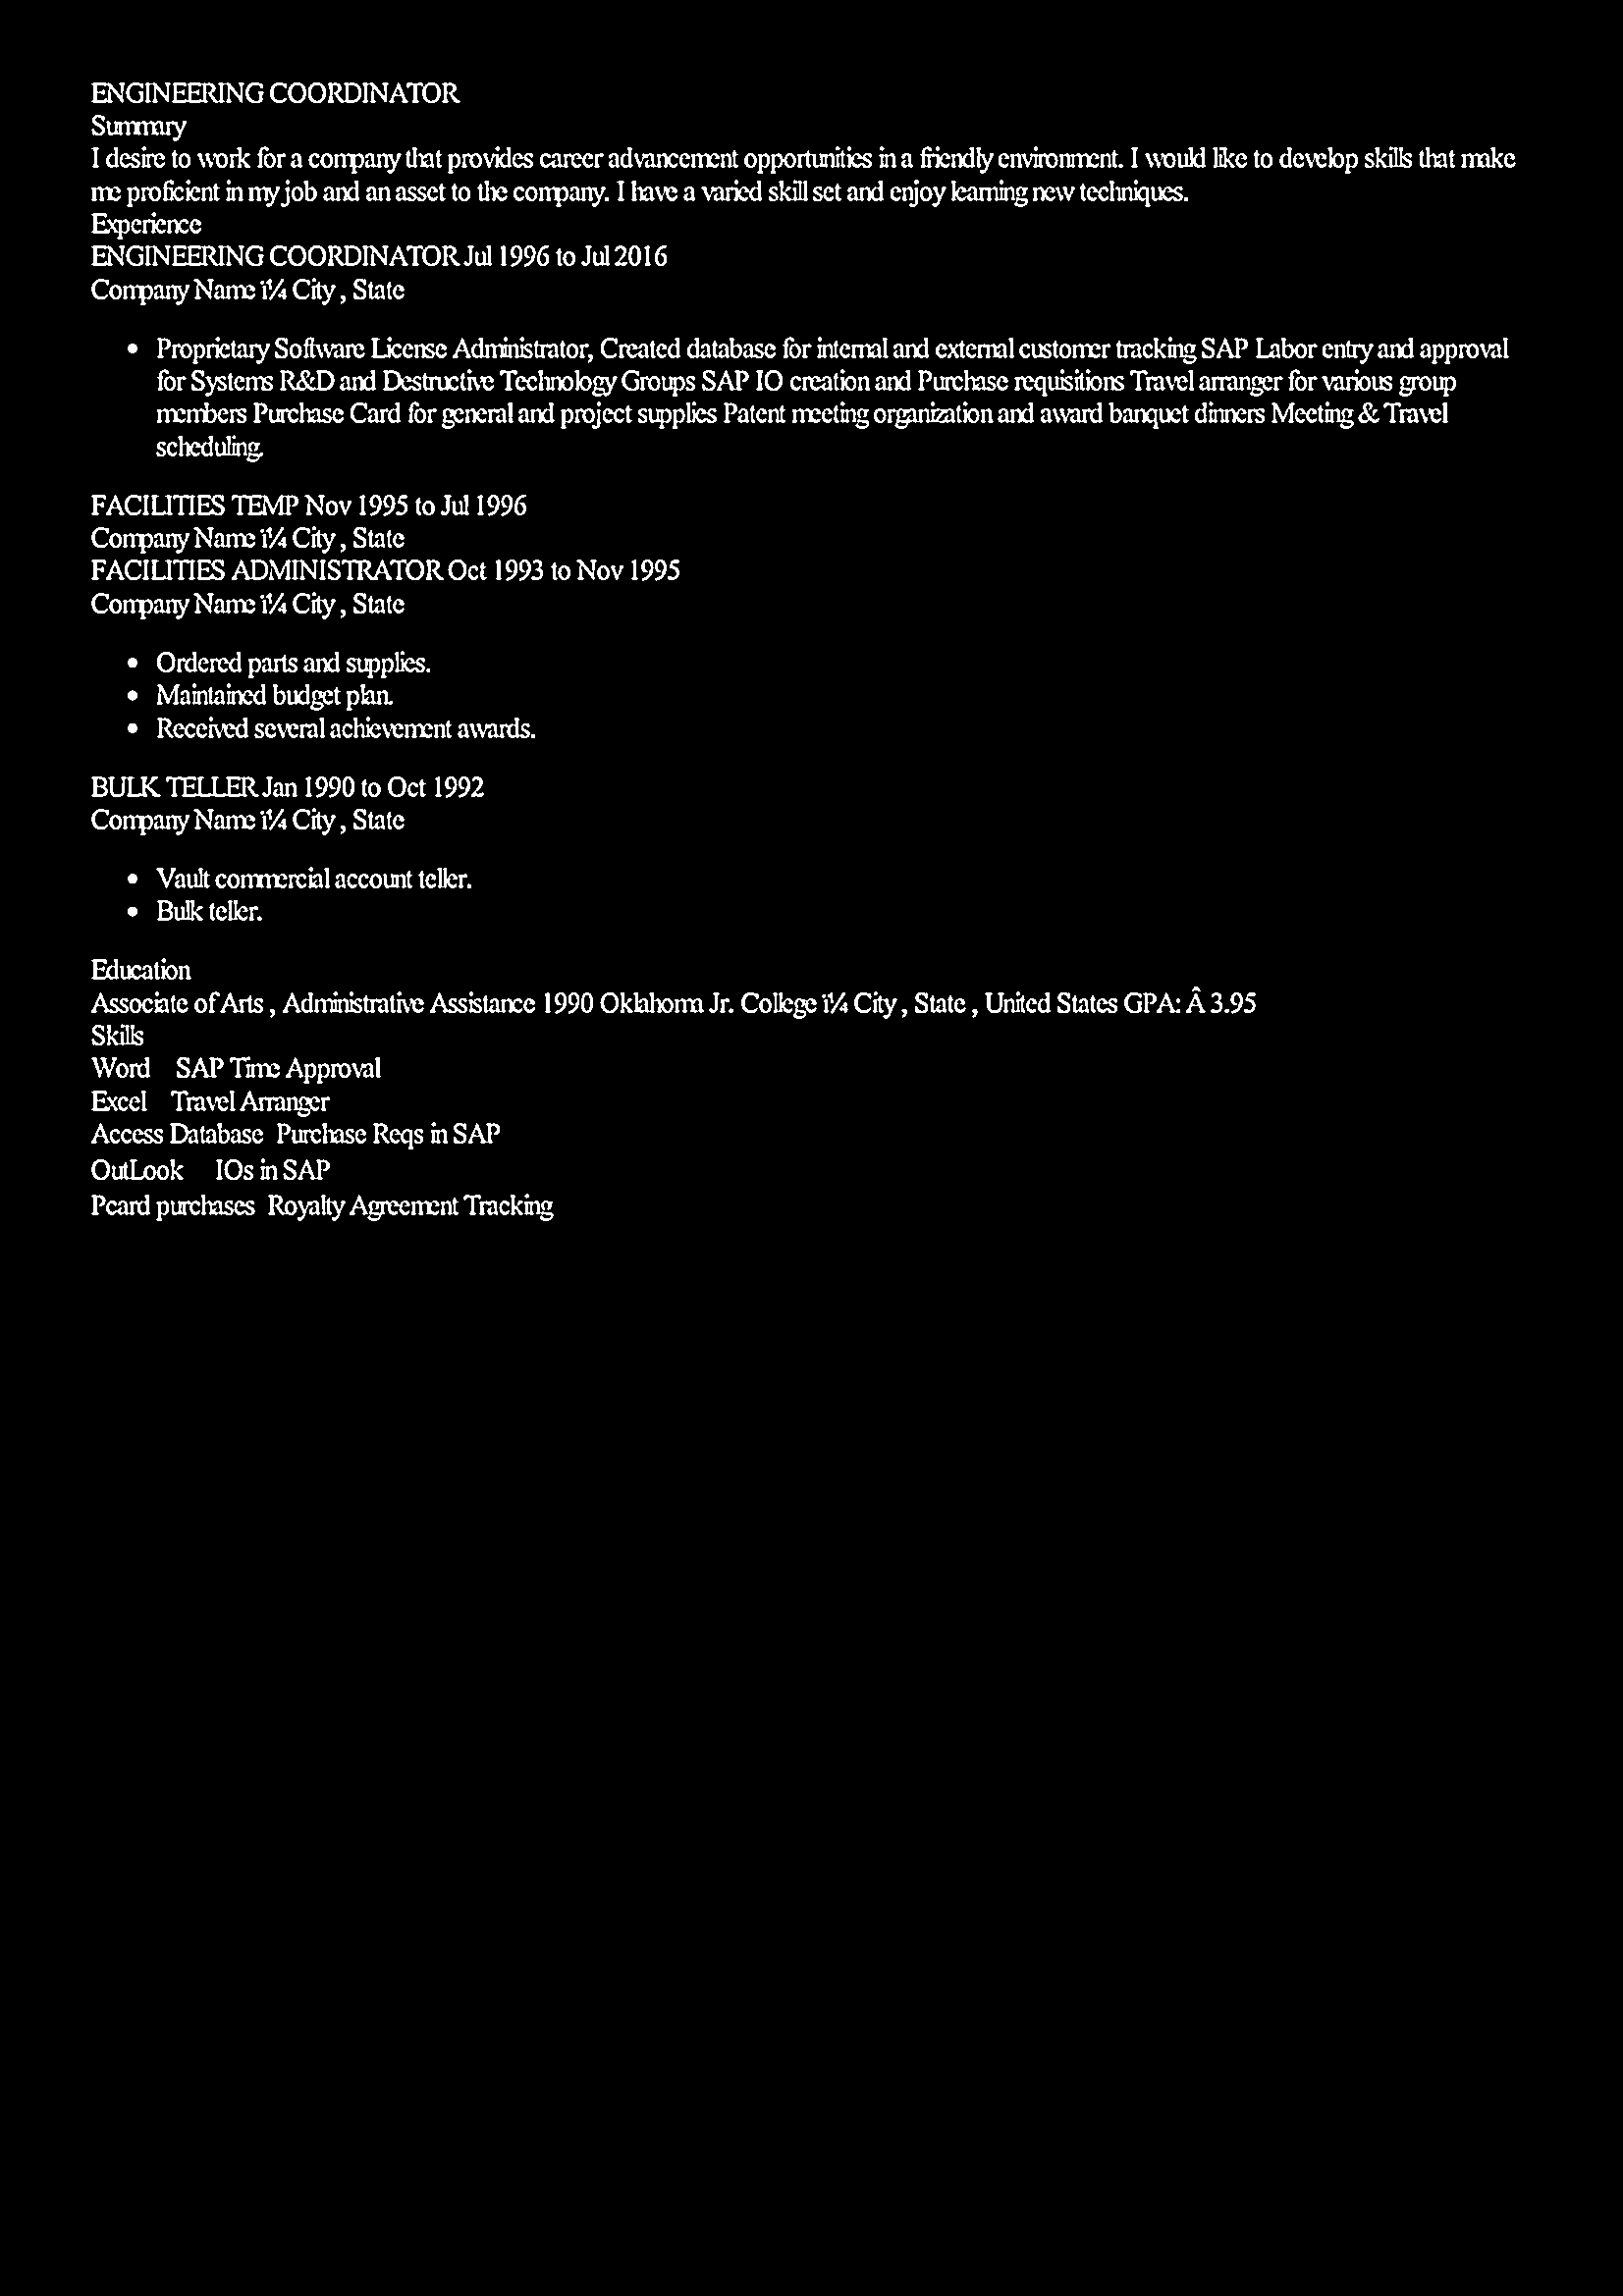 ENGINEERING COORDINATOR
Summary
I desire to work for a company that provides career advancement opportunities in a friendly environment. I would like to develop skills that make
me proficient in my job and an asset to the company. I have a varied skill set and enjoy learning new techniques.
Experience
ENGINEERING COORDINATOR Jul 1996 to Jul 2016
Company Name ï¼ City , State
• Proprietary Software License Administrator, Created database for internal and external customer tracking SAP Labor entry and approval
for Systems R&D and Destructive Technology Groups SAP IO creation and Purchase requisitions Travel arranger for various group
members Purchase Card for general and project supplies Patent meeting organization and award banquet dinners Meeting & Travel
scheduling.
FACILITIES TEMP Nov 1995 to Jul 1996
Company Name ï¼ City , State
FACILITIES ADMINISTRATOR Oct 1993 to Nov 1995
Company Name ï¼ City , State
• Ordered parts and supplies.
• Maintained budget plan.
• Received several achievement awards.
BULK TELLER Jan 1990 to Oct 1992
Company Name ï¼ City , State
• Vault commercial account teller.
• Bulk teller.
Education
Associate of Arts , Administrative Assistance 1990 Oklahoma Jr. College ï¼ City , State , United States GPA: Â 3.95
Skills
Word    SAP Time Approval
Excel    Travel Arranger
Access Database  Purchase Reqs in SAP
OutLook     IOs in SAP
Pcard purchases  Royalty Agreement Tracking